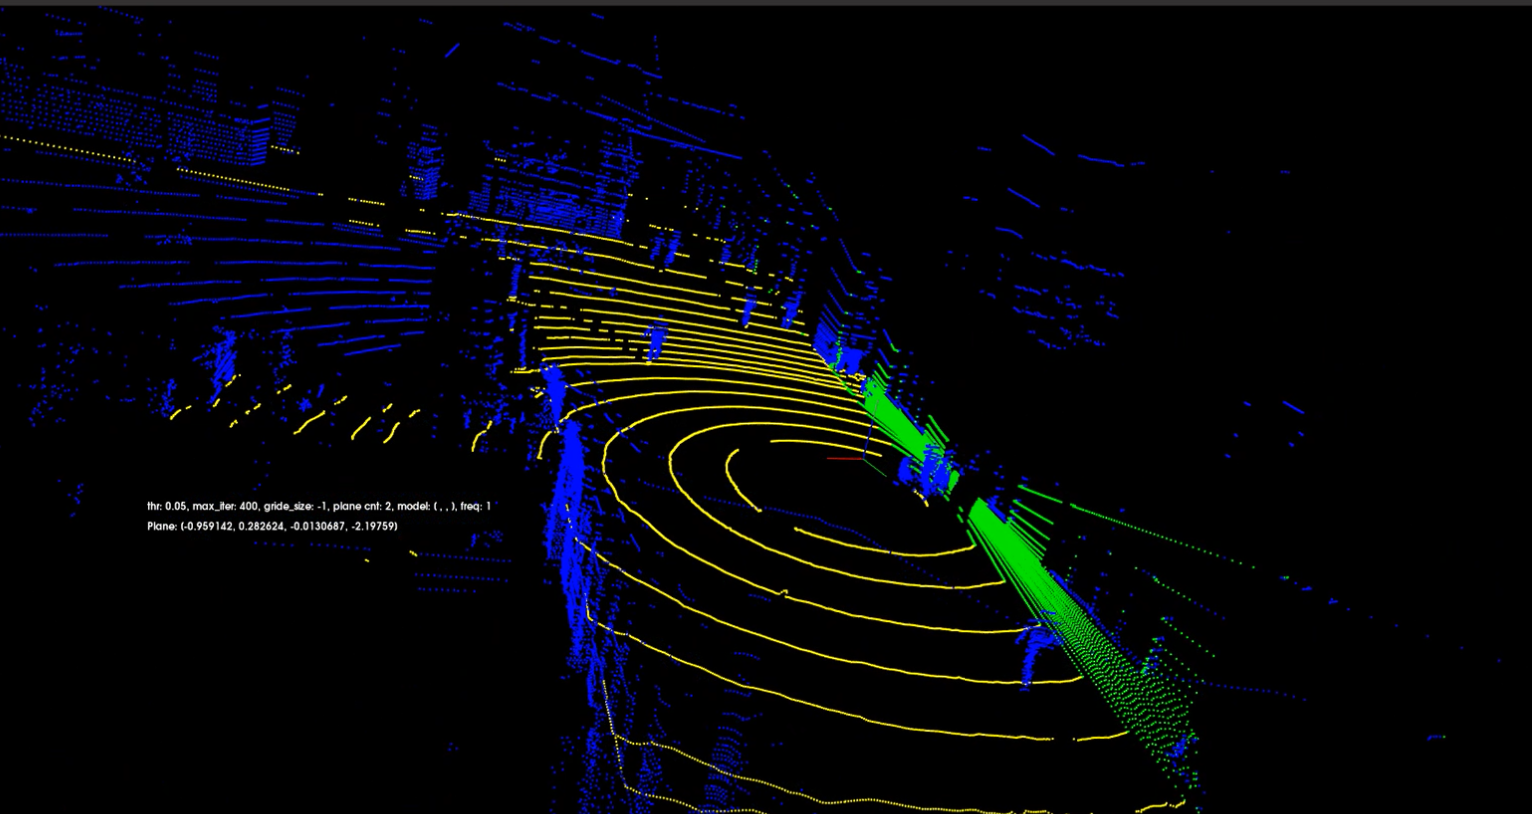 thr: 0.05, max_iter: 400, gride_size: -1, plane cnt: 2, model: ( , , ), freq: 1
Plane: (-0.959142, 0.282624, -0.0130687, -2.19759)